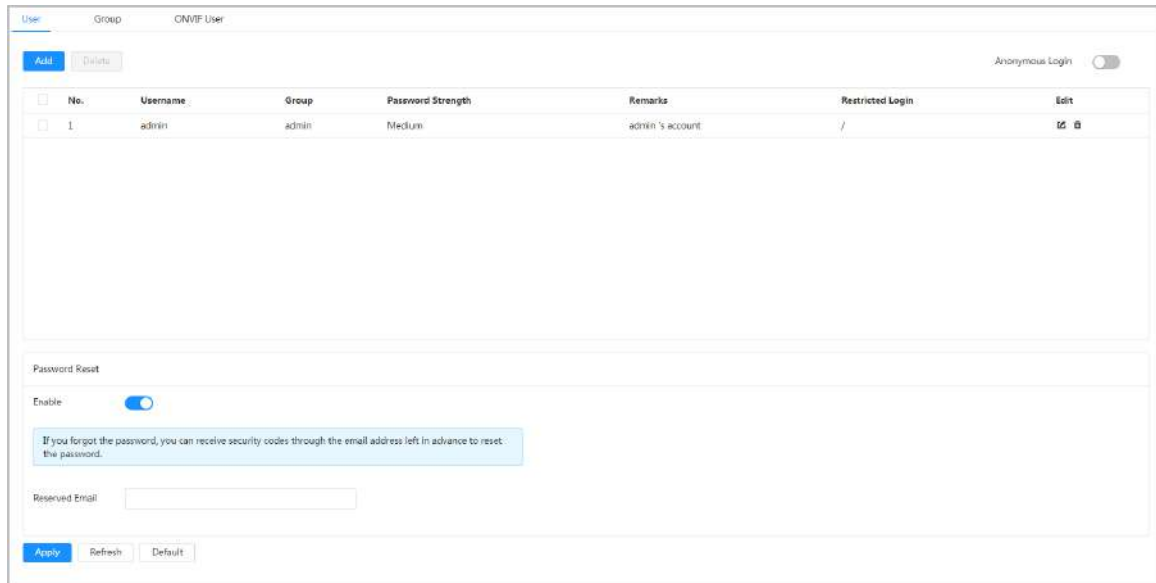 User Group ONVIF User
Add Delete Anonymous Login
No. Username Group Password Strength Remarks Restricted Login Edit
1 admin admin Medium admin 's account /
Password Reset
Enable
If you forgot the password, you can receive security codes through the email address left in advance to reset
the password.
Reserved Email
Apply Refresh Default